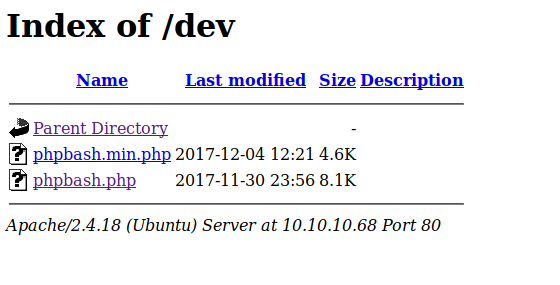 Index of /dev
Name Last modified Size Description
Parent Directory -
phpbash.min.php 2017-12-04 12:21 4.6K
phpbash.php 2017-11-30 23:56 8.1K
Apache/2.4.18 (Ubuntu) Server at 10.10.10.68 Port 80